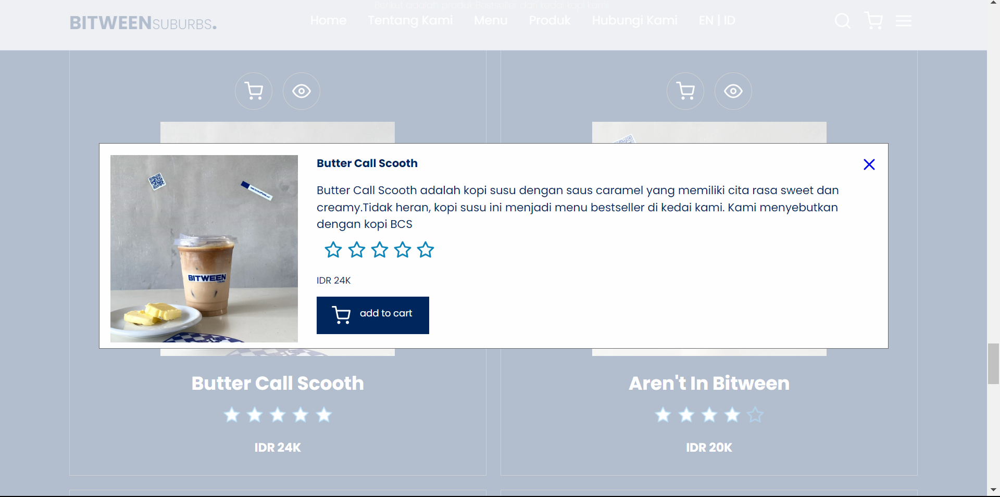 Berikut adalah produk Bestseller dari kedai kopi kami
BITWEENSUBURBS.
Home Tentang Kami Menu Produk Hubungi Kami EN | ID
Butter Call Scooth
Butter Call Scooth adalah kopi susu dengan saus caramel yang memiliki cita rasa sweet dan
creamy.Tidak heran, kopi susu ini menjadi menu bestseller di kedai kami. Kami menyebutkan
dengan kopi BCS
IDR 24K
add to cart
BITWEEN
Butter Call Scooth
IDR 24K
Aren't In Bitween
IDR 20K